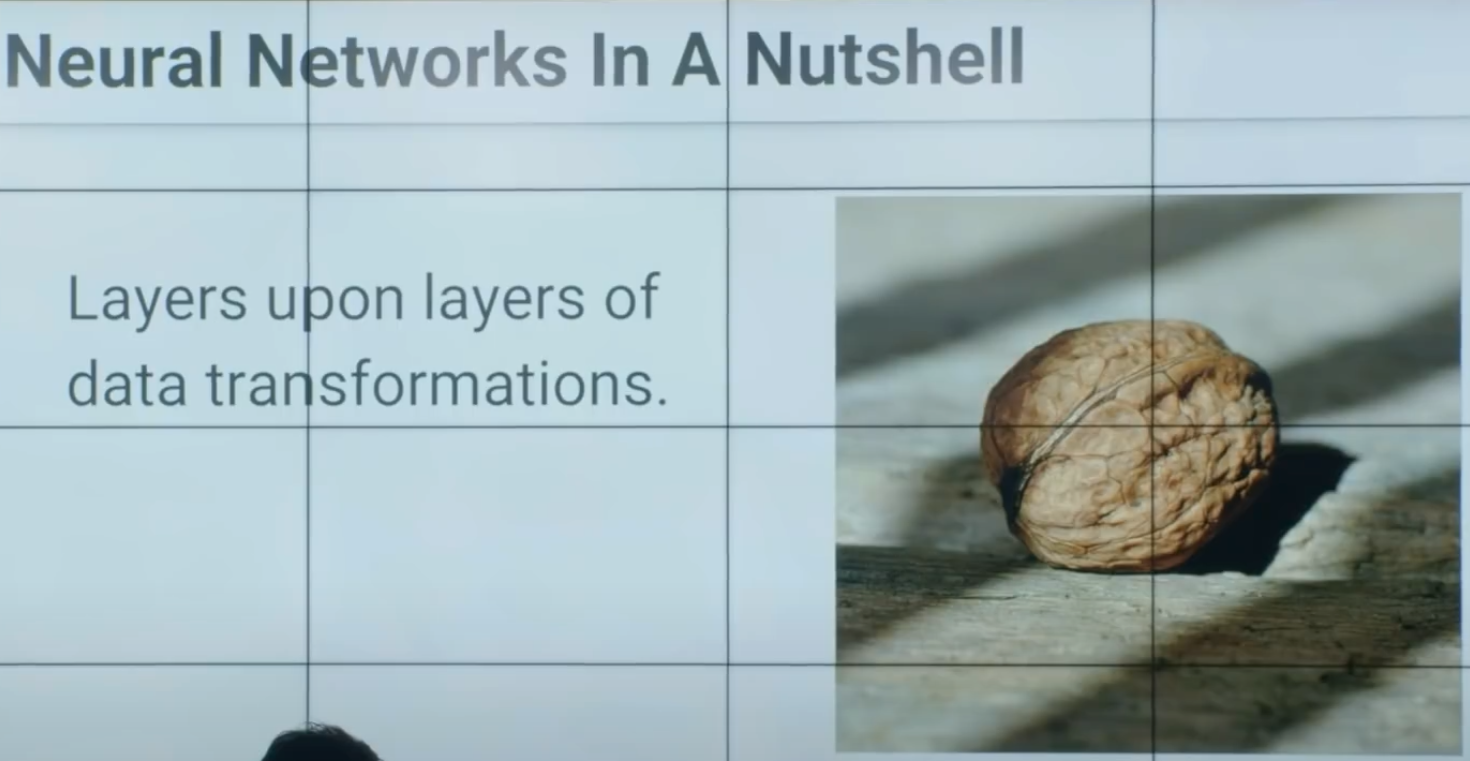 Neural Networks In A Nutshell
Layers upon layers of
data transformations.